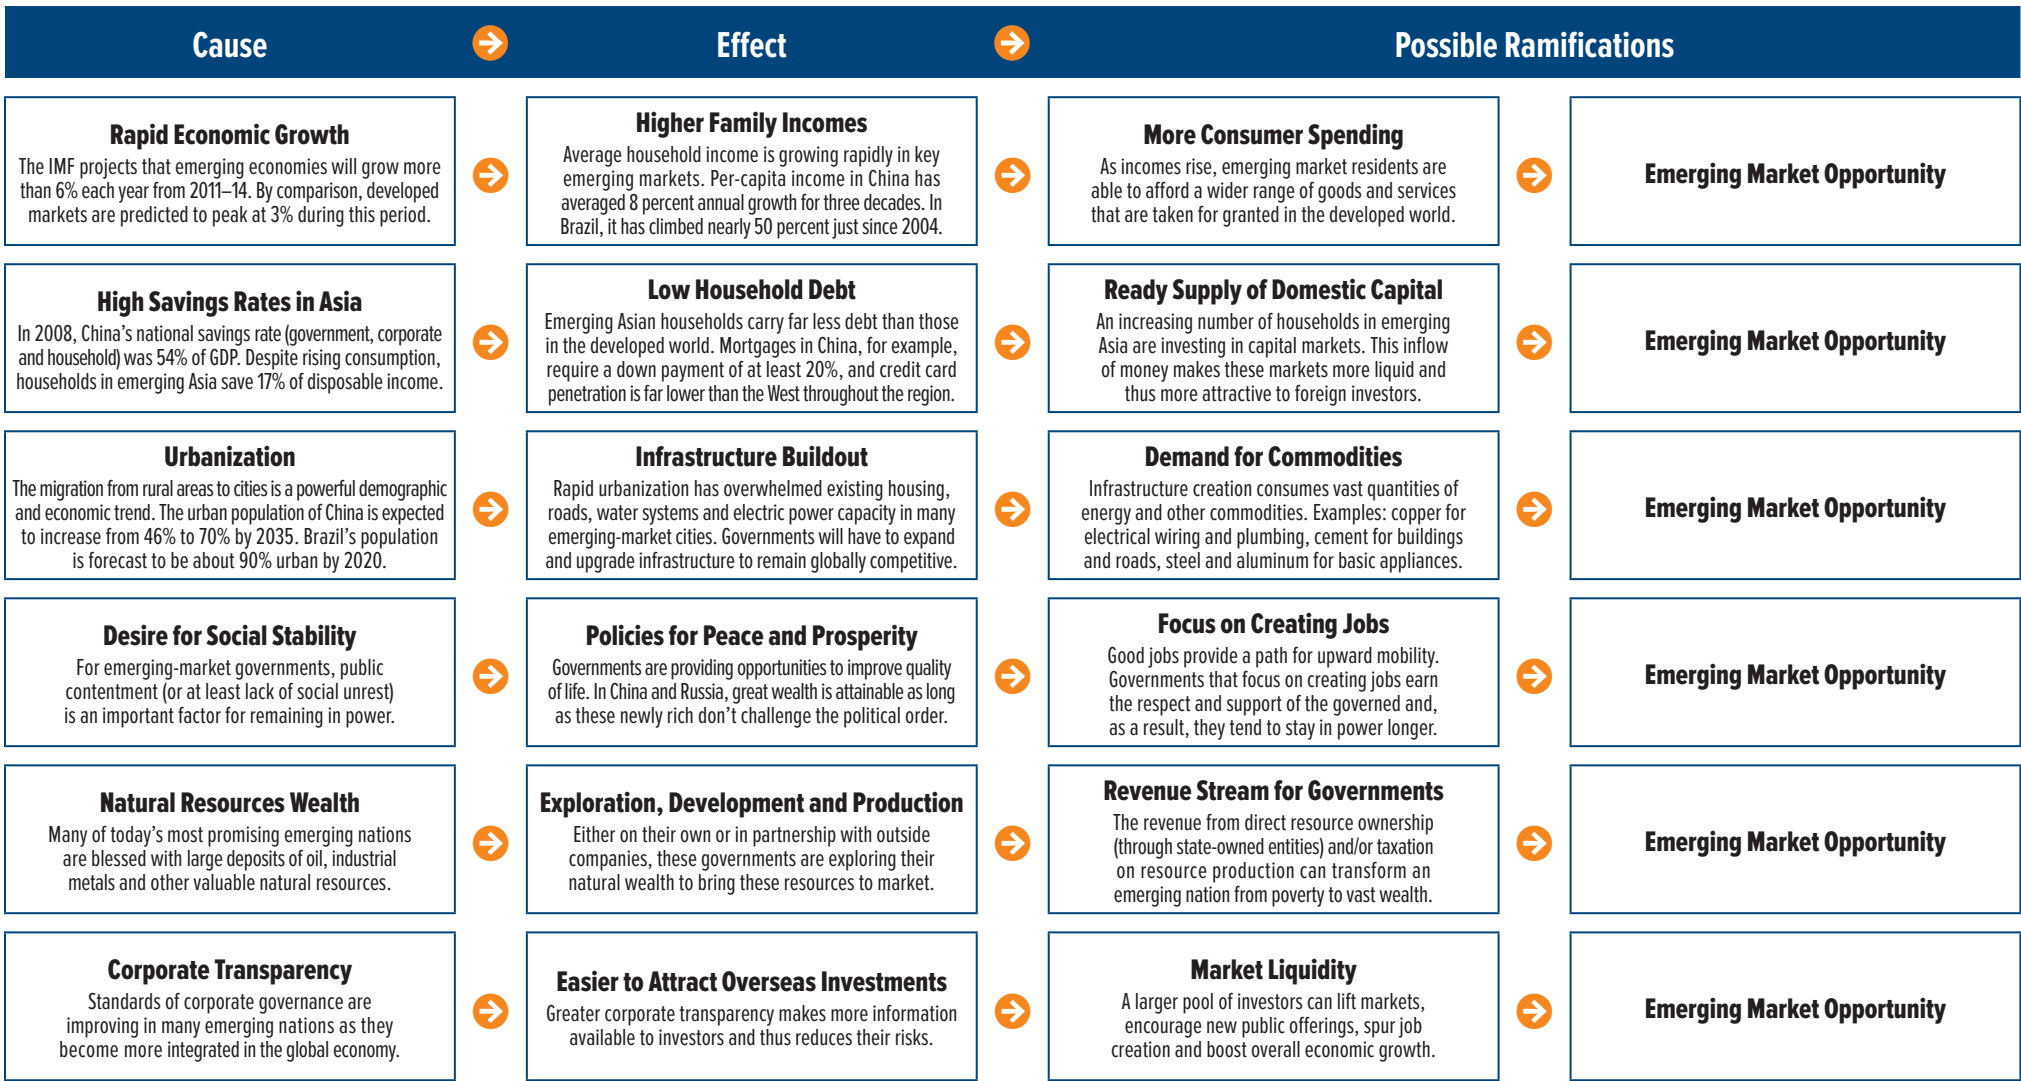 Cause
Effect
Possible Ramifications
Rapid Economic Growth
The IMF projects that emerging economies will grow more
than 6% each year from 2011–14. By comparison, developed
markets are predicted to peak at 3% during this period.
Higher Family Incomes
Average household income is growing rapidly in key
emerging markets. Per-capita income in China has
averaged 8 percent annual growth for three decades. In
Brazil, it has climbed nearly 50 percent just since 2004.
More Consumer Spending
As incomes rise, emerging market residents are
able to afford a wider range of goods and services
that are taken for granted in the developed world.
Emerging Market Opportunity
High Savings Rates in Asia
In 2008, China’s national savings rate (government, corporate
and household) was 54% of GDP. Despite rising consumption,
households in emerging Asia save 17% of disposable income.
Low Household Debt
Emerging Asian households carry far less debt than those
in the developed world. Mortgages in China, for example,
require a down payment of at least 20%, and credit card
penetration is far lower than the West throughout the region.
Ready Supply of Domestic Capital
An increasing number of households in emerging
Asia are investing in capital markets. This inflow
of money makes these markets more liquid and
thus more attractive to foreign investors.
Emerging Market Opportunity
Urbanization
The migration from rural areas to cities is a powerful demographic
and economic trend. The urban population of China is expected
to increase from 46% to 70% by 2035. Brazil’s population
is forecast to be about 90% urban by 2020.
Infrastructure Buildout
Rapid urbanization has overwhelmed existing housing,
roads, water systems and electric power capacity in many
emerging-market cities. Governments will have to expand
and upgrade infrastructure to remain globally competitive.
Demand for Commodities
Infrastructure creation consumes vast quantities of
energy and other commodities. Examples: copper for
electrical wiring and plumbing, cement for buildings
and roads, steel and aluminum for basic appliances.
Emerging Market Opportunity
Desire for Social Stability
For emerging-market governments, public
contentment (or at least lack of social unrest)
is an important factor for remaining in power.
Policies for Peace and Prosperity
Governments are providing opportunities to improve quality
of life. In China and Russia, great wealth is attainable as long
as these newly rich don’t challenge the political order.
Focus on Creating Jobs
Good jobs provide a path for upward mobility.
Governments that focus on creating jobs earn
the respect and support of the governed and,
as a result, they tend to stay in power longer.
Emerging Market Opportunity
Natural Resources Wealth
Many of today’s most promising emerging nations
are blessed with large deposits of oil, industrial
metals and other valuable natural resources.
Exploration, Development and Production
Either on their own or in partnership with outside
companies, these governments are exploring their
natural wealth to bring these resources to market.
Revenue Stream for Governments
The revenue from direct resource ownership
(through state-owned entities) and/or taxation
on resource production can transform an
emerging nation from poverty to vast wealth.
Emerging Market Opportunity
Corporate Transparency
Standards of corporate governance are
improving in many emerging nations as they
become more integrated in the global economy.
Easier to Attract Overseas Investments
Greater corporate transparency makes more information
available to investors and thus reduces their risks.
Market Liquidity
A larger pool of investors can lift markets,
encourage new public offerings, spur job
creation and boost overall economic growth.
Emerging Market Opportunity